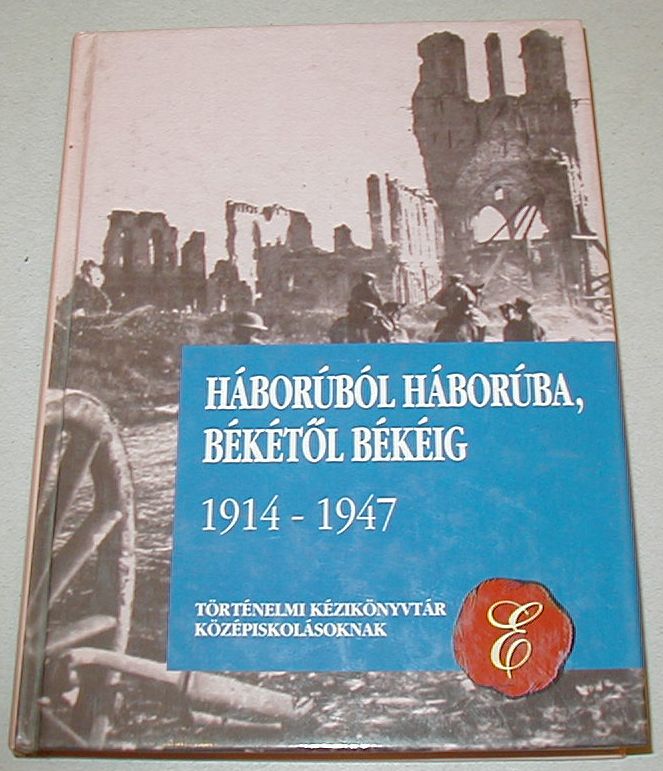 HÁBORÚBÓL HÁBORÚBA,
BÉKÉTŐL BÉKÉIG
1914 - 1947
TÖRTÉNELMI KÉZIKÖNYVTÁR
KÖZÉPISKOLÁSOKNAK
E